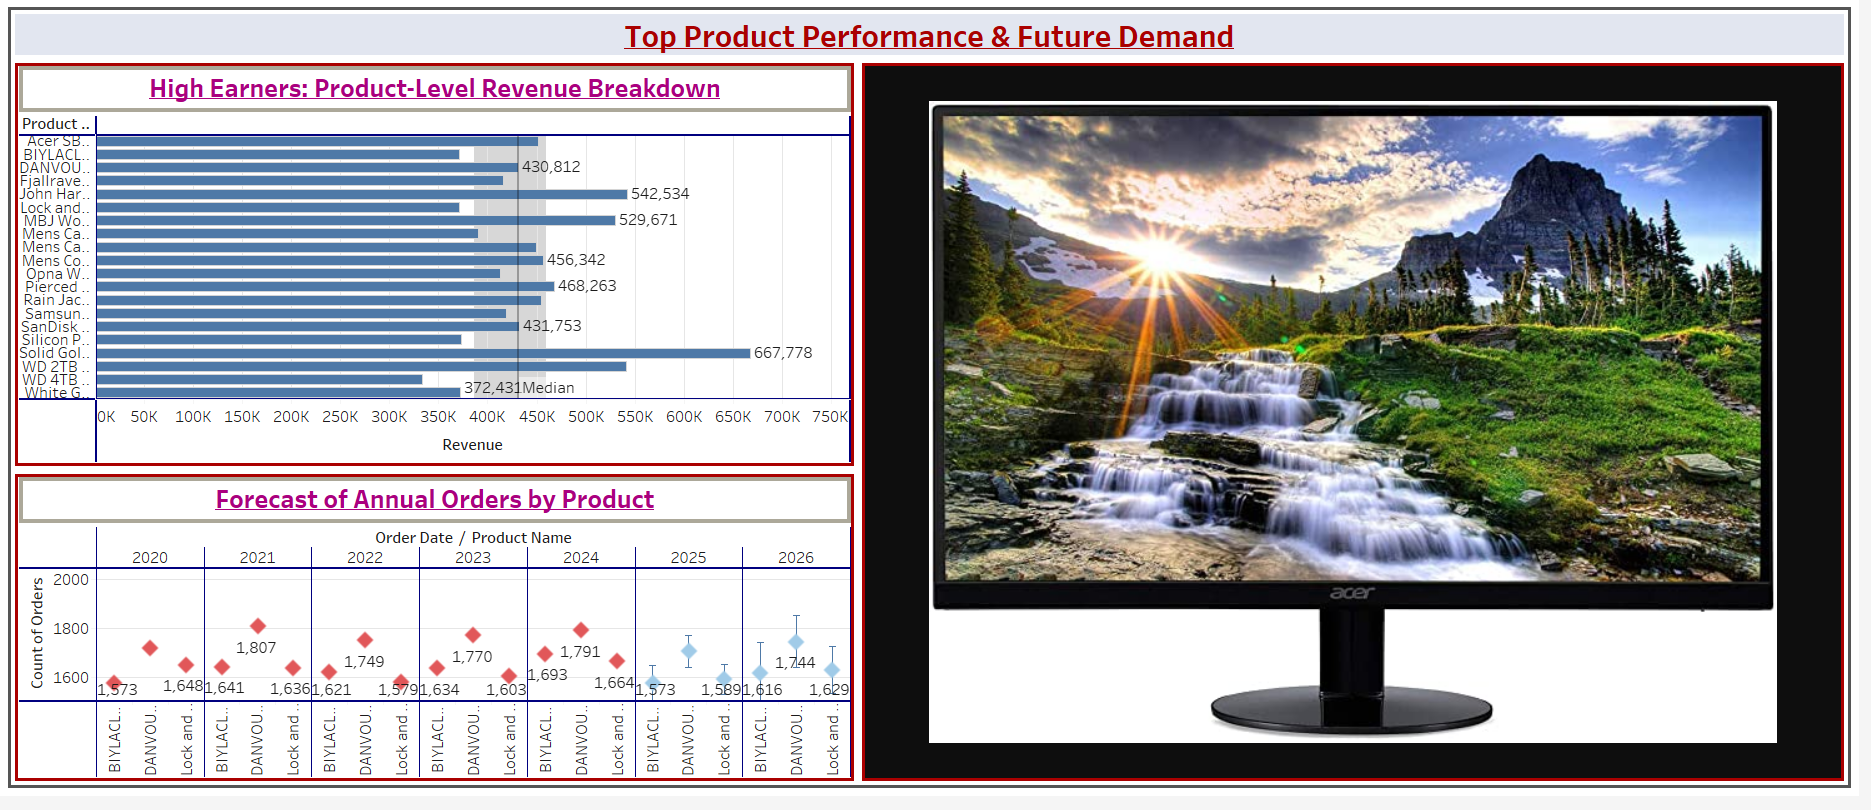 Top Product Performance & Future Demand
High Earners: Product-Level Revenue Breakdown
Product ..
Acer SB..
BIYLACL..
DANVOU.. 430,812
Fjallrave..
John Har.. 542,534
Lock and..
MBJ Wo.. 529,671
Mens Ca..
Mens Ca..
Mens Co.. 456,342
Opna W..
Pierced .. 468,263
Rain Jac..
Samsun..
SanDisk .. 431,753
Silicon P..
Solid Gol.. 667,778
WD 2TB ..
WD 4TB ..
White G.. 372,431 Median
0K 50K 100K 150K 200K 250K 300K 350K 400K 450K 500K 550K 600K 650K 700K 750K
Revenue
Forecast of Annual Orders by Product
Order Date / Product Name
2020 2021 2022 2023 2024 2025 2026
Count of Orders
2000
1800
1600
1,573 1,648 1,641 1,807 1,636 1,621 1,749 1,579 1,634 1,770 1,603 1,693 1,791 1,664 1,573 1,589 1,616 1,744 1,629
BIYLACL.. DANVOU.. Lock and .. BIYLACL.. DANVOU.. Lock and .. BIYLACL.. DANVOU.. Lock and .. BIYLACL.. DANVOU.. Lock and .. BIYLACL.. DANVOU.. Lock and .. BIYLACL.. DANVOU.. Lock and .. BIYLACL.. DANVOU.. Lock and ..
acer